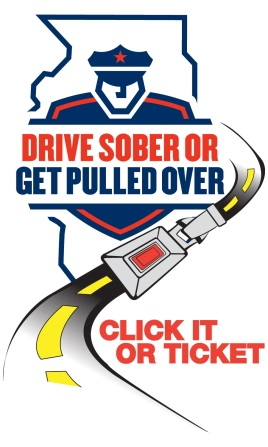 DRIVE SOBER OR
GET PULLED OVER
CLICK IT
OR TICKET